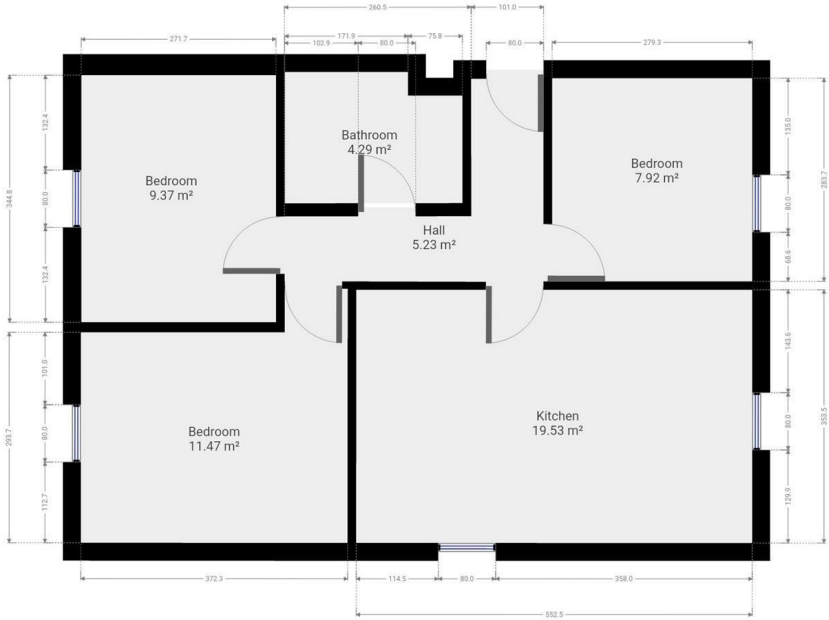 260.5
101.0
271.7
171.9
75.8
102.9
80.0
80.0
279.3
132.4
344.8
80.0
132.4
Bedroom
9.37 m²
Bathroom
4.29 m²
Hall
5.23 m²
Bedroom
7.92 m²
135.0
283.7
80.0
68.6
101.0
293.7
80.0
112.7
Bedroom
11.47 m²
Kitchen
19.53 m²
143.6
353.5
80.0
129.9
372.3
114.5
80.0
358.0
552.5